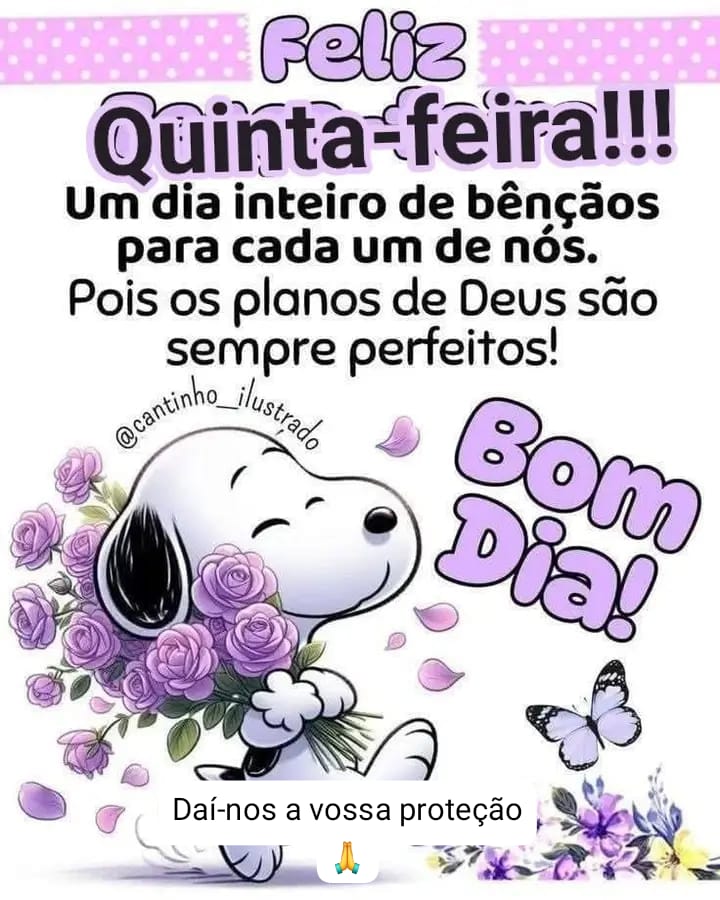 Feliz
Quinta-feira!!!
Um dia inteiro de bênçãos
para cada um de nós.
Pois os planos de Deus são
sempre perfeitos!
@cantinho_ilustrado
Bom
Dia!
Daí-nos a vossa proteção
🙏